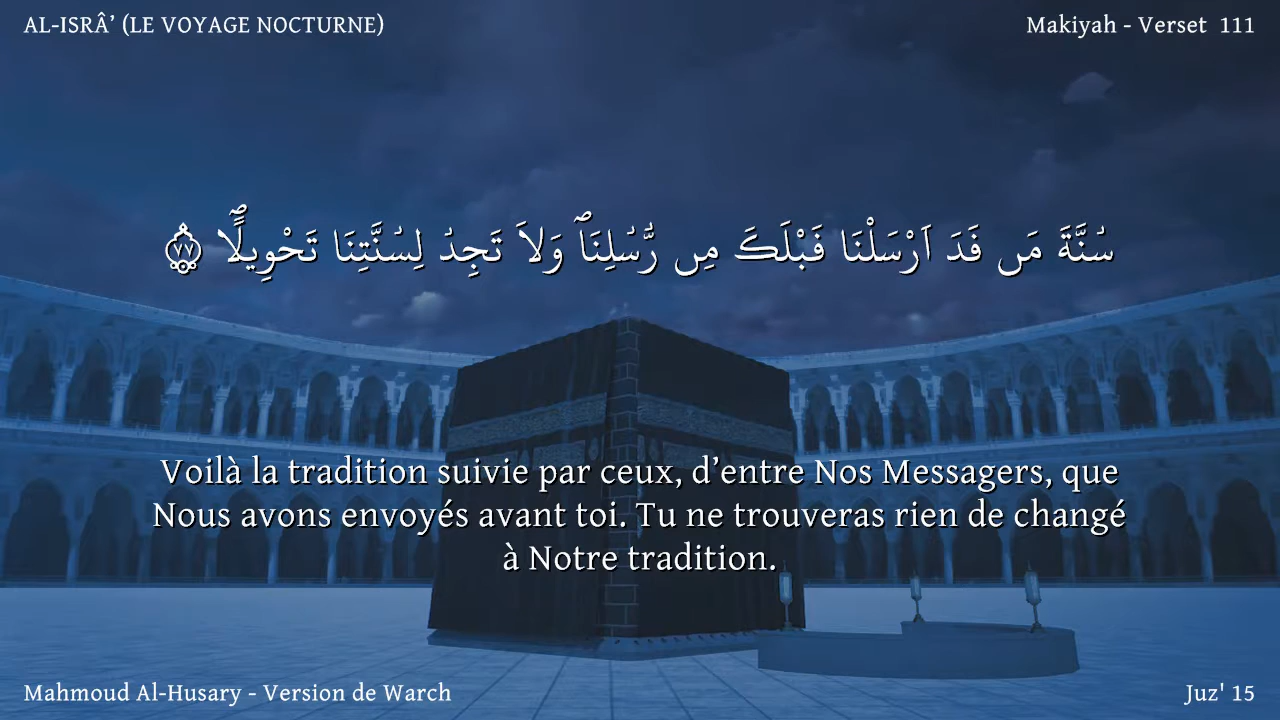 AL-ISRÂ’ (LE VOYAGE NOCTURNE)
Makiyah - Verset 111
سُنَّةَ مَن قَدَ اَرْسَلْنَا قَبْلَكَ مِن رُّسُلِنَاۖ وَلَا تَجِدُ لِسُنَّتِنَا تَحْوِيلًاۖ ٧٧
Voilà la tradition suivie par ceux, d’entre Nos Messagers, que
Nous avons envoyés avant toi. Tu ne trouveras rien de changé
à Notre tradition.
Mahmoud Al-Husary - Version de Warch
Juz' 15